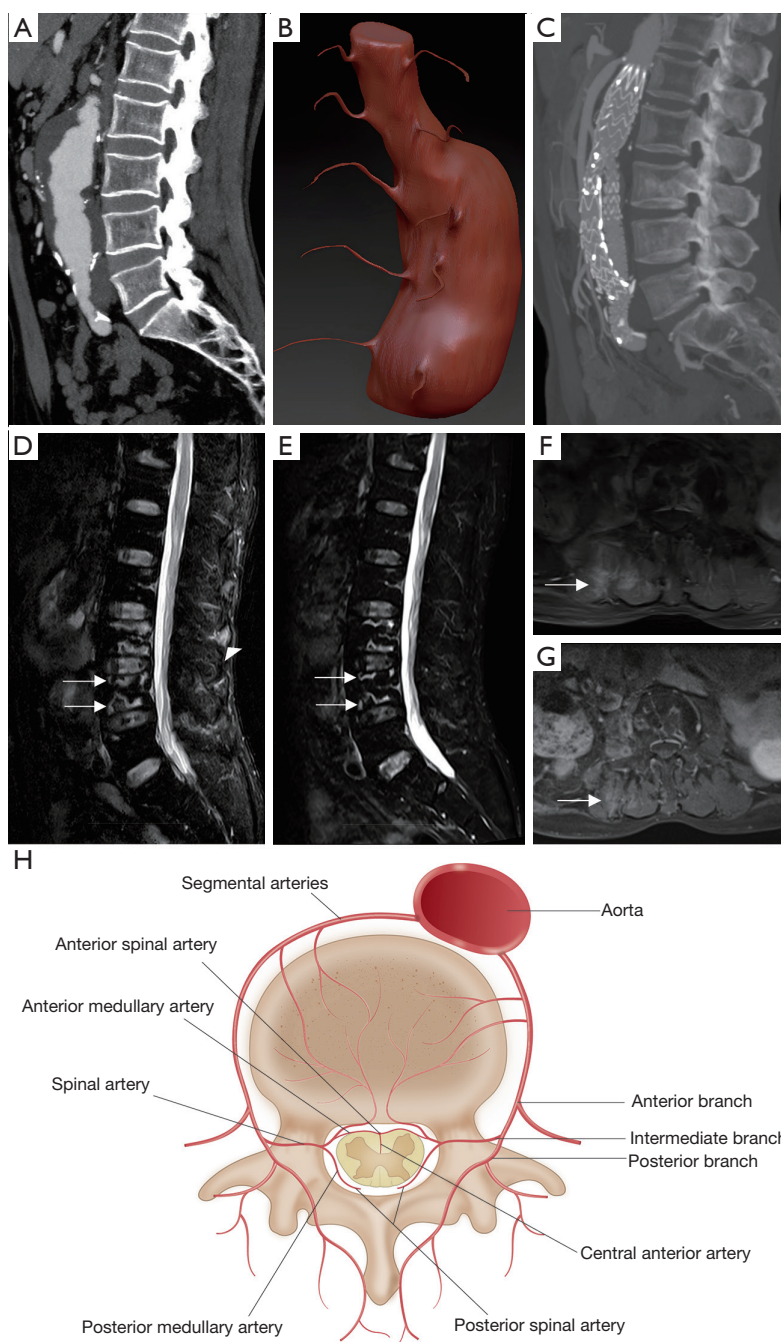 A
B
C
D
E
F
G
H
Segmental arteries
Aorta
Anterior spinal artery
Anterior medullary artery
Spinal artery
Anterior branch
Intermediate branch
Posterior branch
Central anterior artery
Posterior medullary artery
Posterior spinal artery